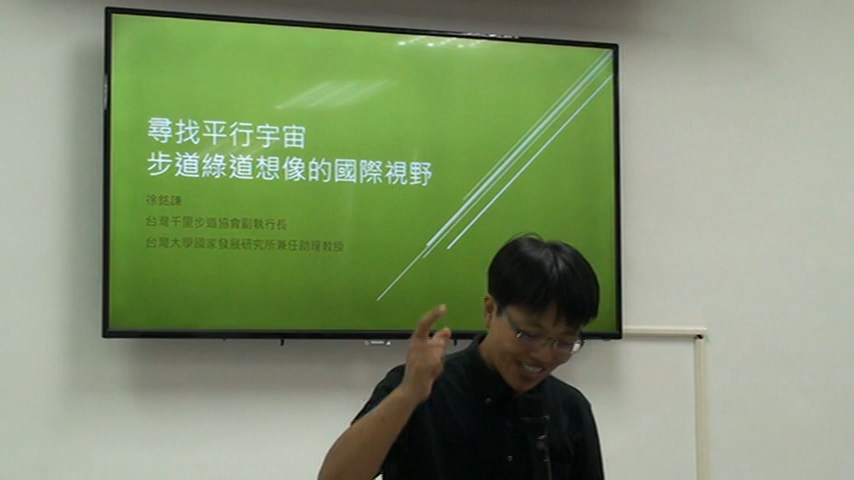 尋找平行宇宙
步道綠道想像的國際視野
徐銘謙
台灣千里步道協會副執行長
台灣大學國家發展研究所兼任助理教授